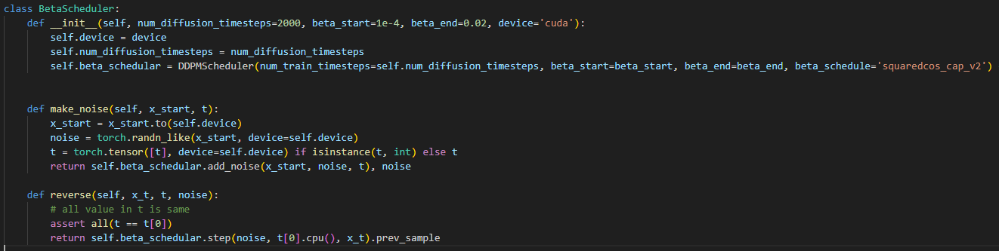 class BetaScheduler:
    def __init__(self, num_diffusion_timesteps=2000, beta_start=1e-4, beta_end=0.02, device='cuda'):
        self.device = device
        self.num_diffusion_timesteps = num_diffusion_timesteps
        self.beta_schedular = DDPMScheduler(num_train_timesteps=self.num_diffusion_timesteps, beta_start=beta_start, beta_end=beta_end, beta_schedule='squaredcos_cap_v2')
    def make_noise(self, x_start, t):
        x_start = x_start.to(self.device)
        noise = torch.randn_like(x_start, device=self.device)
        t = torch.tensor([t], device=self.device) if isinstance(t, int) else t
        return self.beta_schedular.add_noise(x_start, noise, t), noise
    def reverse(self, x_t, t, noise):
        # all value in t is same
        assert all(t == t[0])
        return self.beta_schedular.step(noise, t[0].cpu(), x_t).prev_sample